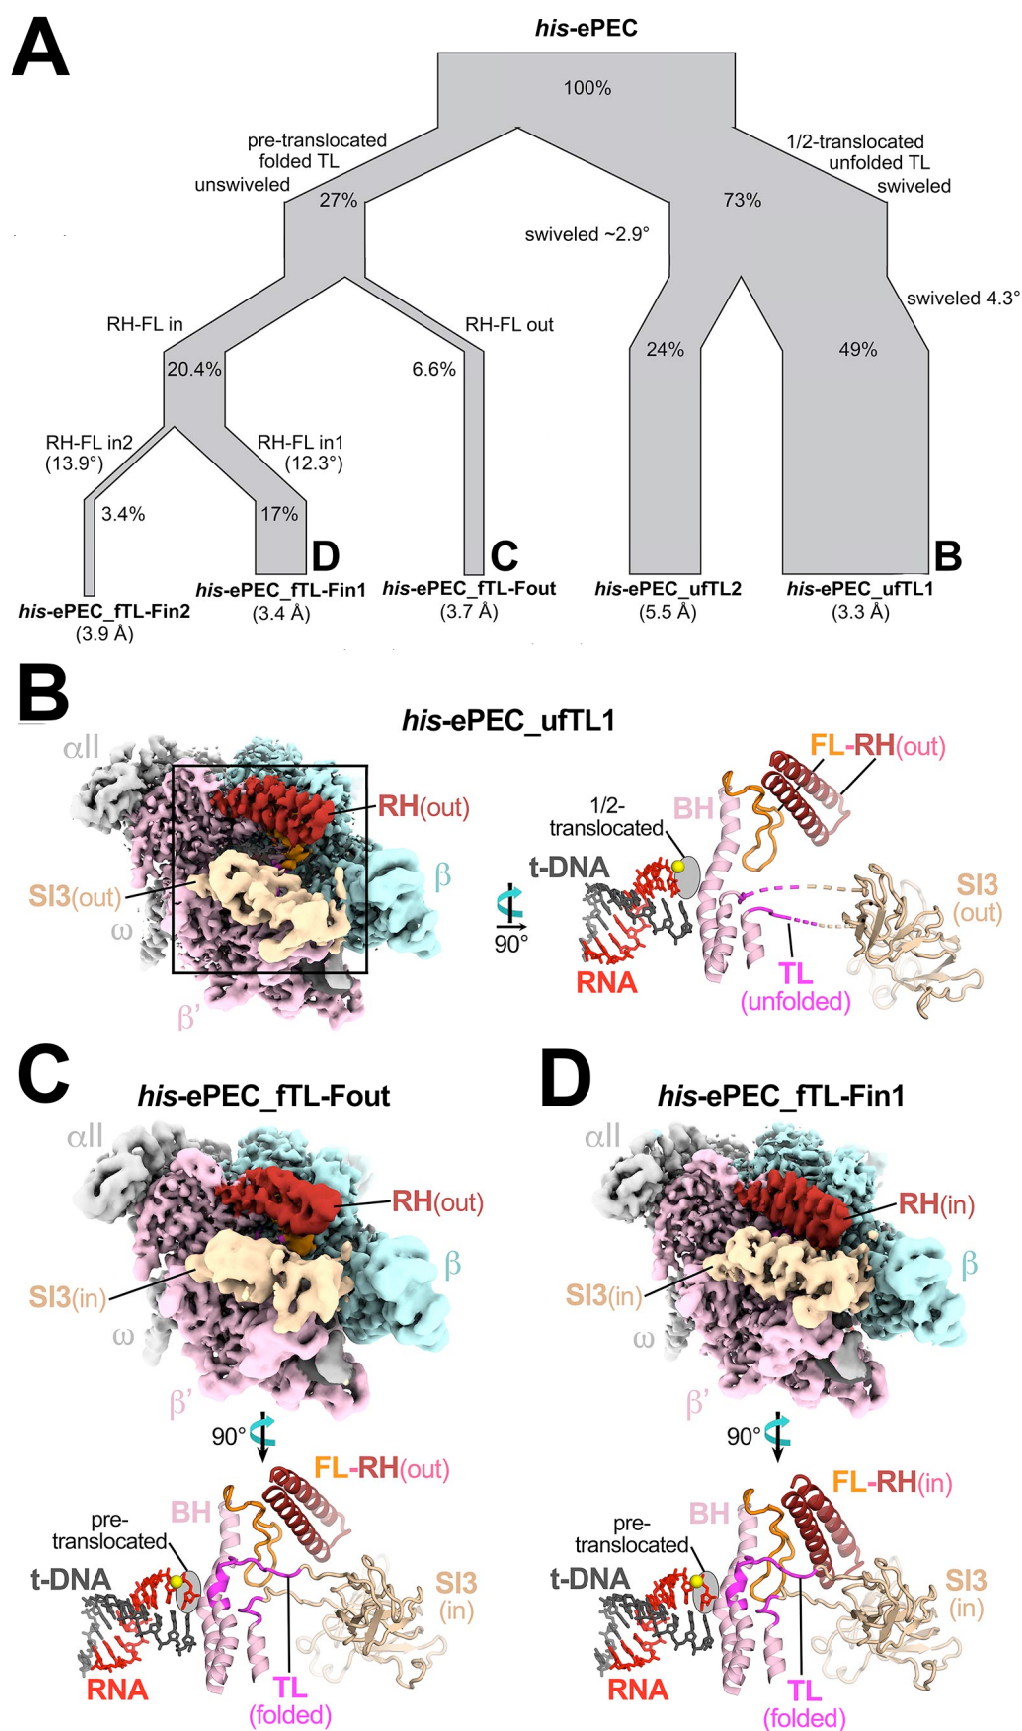 A
his-ePEC
100%
pre-translocated
folded TL
unswiveled
1/2-translocated
unfolded TL
swiveled
27%
73%
swiveled ~2.9°
swiveled 4.3°
RH-FL in
RH-FL out
20.4%
6.6%
24%
49%
RH-FL in2
(13.9°)
RH-FL in1
(12.3°)
3.4%
17%
D
C
B
his-ePEC_fTL-Fin2
(3.9 Å)
his-ePEC_fTL-Fin1
(3.4 Å)
his-ePEC_fTL-Fout
(3.7 Å)
his-ePEC_ufTL2
(5.5 Å)
his-ePEC_ufTL1
(3.3 Å)
B
his-ePEC_ufTL1
αII
RH(out)
SI3(out)
β
ω
β'
90°
FL-RH(out)
BH
1/2-
translocated
t-DNA
RNA
TL
(unfolded)
SI3
(out)
C
his-ePEC_fTL-Fout
αII
RH(out)
SI3(in)
β
ω
β'
90°
FL-RH(out)
BH
pre-
translocated
t-DNA
RNA
TL
(folded)
SI3
(in)
D
his-ePEC_fTL-Fin1
αII
RH(in)
SI3(in)
β
ω
β'
90°
FL-RH(in)
BH
pre-
translocated
t-DNA
RNA
TL
(folded)
SI3
(in)